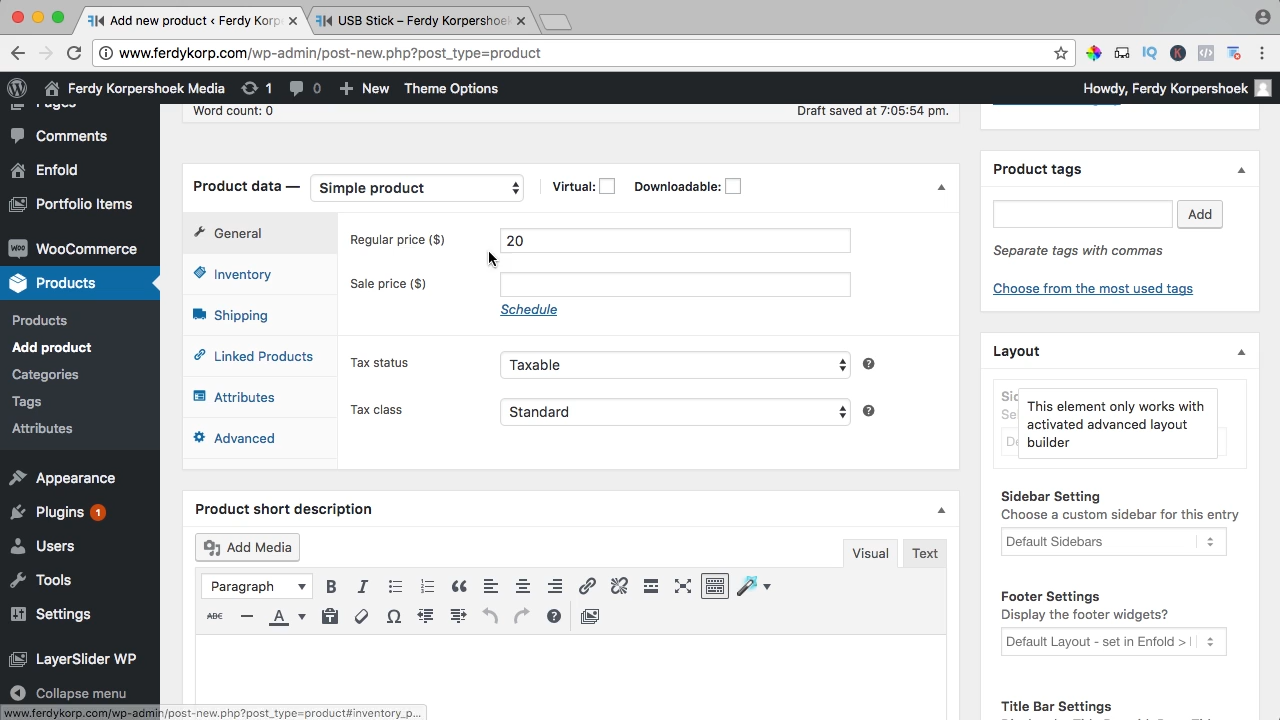 Add new product ‹ Ferdy Korp
USB Stick – Ferdy Korpershoek
www.ferdykorp.com/wp-admin/post-new.php?post_type=product
Ferdy Korpershoek Media
1
0
New
Theme Options
Howdy, Ferdy Korpershoek
Pages
Comments
Enfold
Portfolio Items
WooCommerce
Products
Products
Add product
Categories
Tags
Attributes
Appearance
Plugins 1
Users
Tools
Settings
LayerSlider WP
Collapse menu
www.ferdykorp.com/wp-admin/post-new.php?post_type=product#inventory_p...
Word count: 0
Draft saved at 7:05:54 pm.
Product data —
Simple product
Virtual:
Downloadable:
General
Inventory
Shipping
Linked Products
Attributes
Advanced
Regular price ($)
20
Sale price ($)
Schedule
Tax status
Taxable
Tax class
Standard
Product short description
Add Media
Visual
Text
Paragraph
B
I
ABC
A
Product tags
Add
Separate tags with commas
Choose from the most used tags
Layout
This element only works with
activated advanced layout
builder
Sidebar Setting
Choose a custom sidebar for this entry
Default Sidebars
Footer Settings
Display the footer widgets?
Default Layout - set in Enfold >
Title Bar Settings